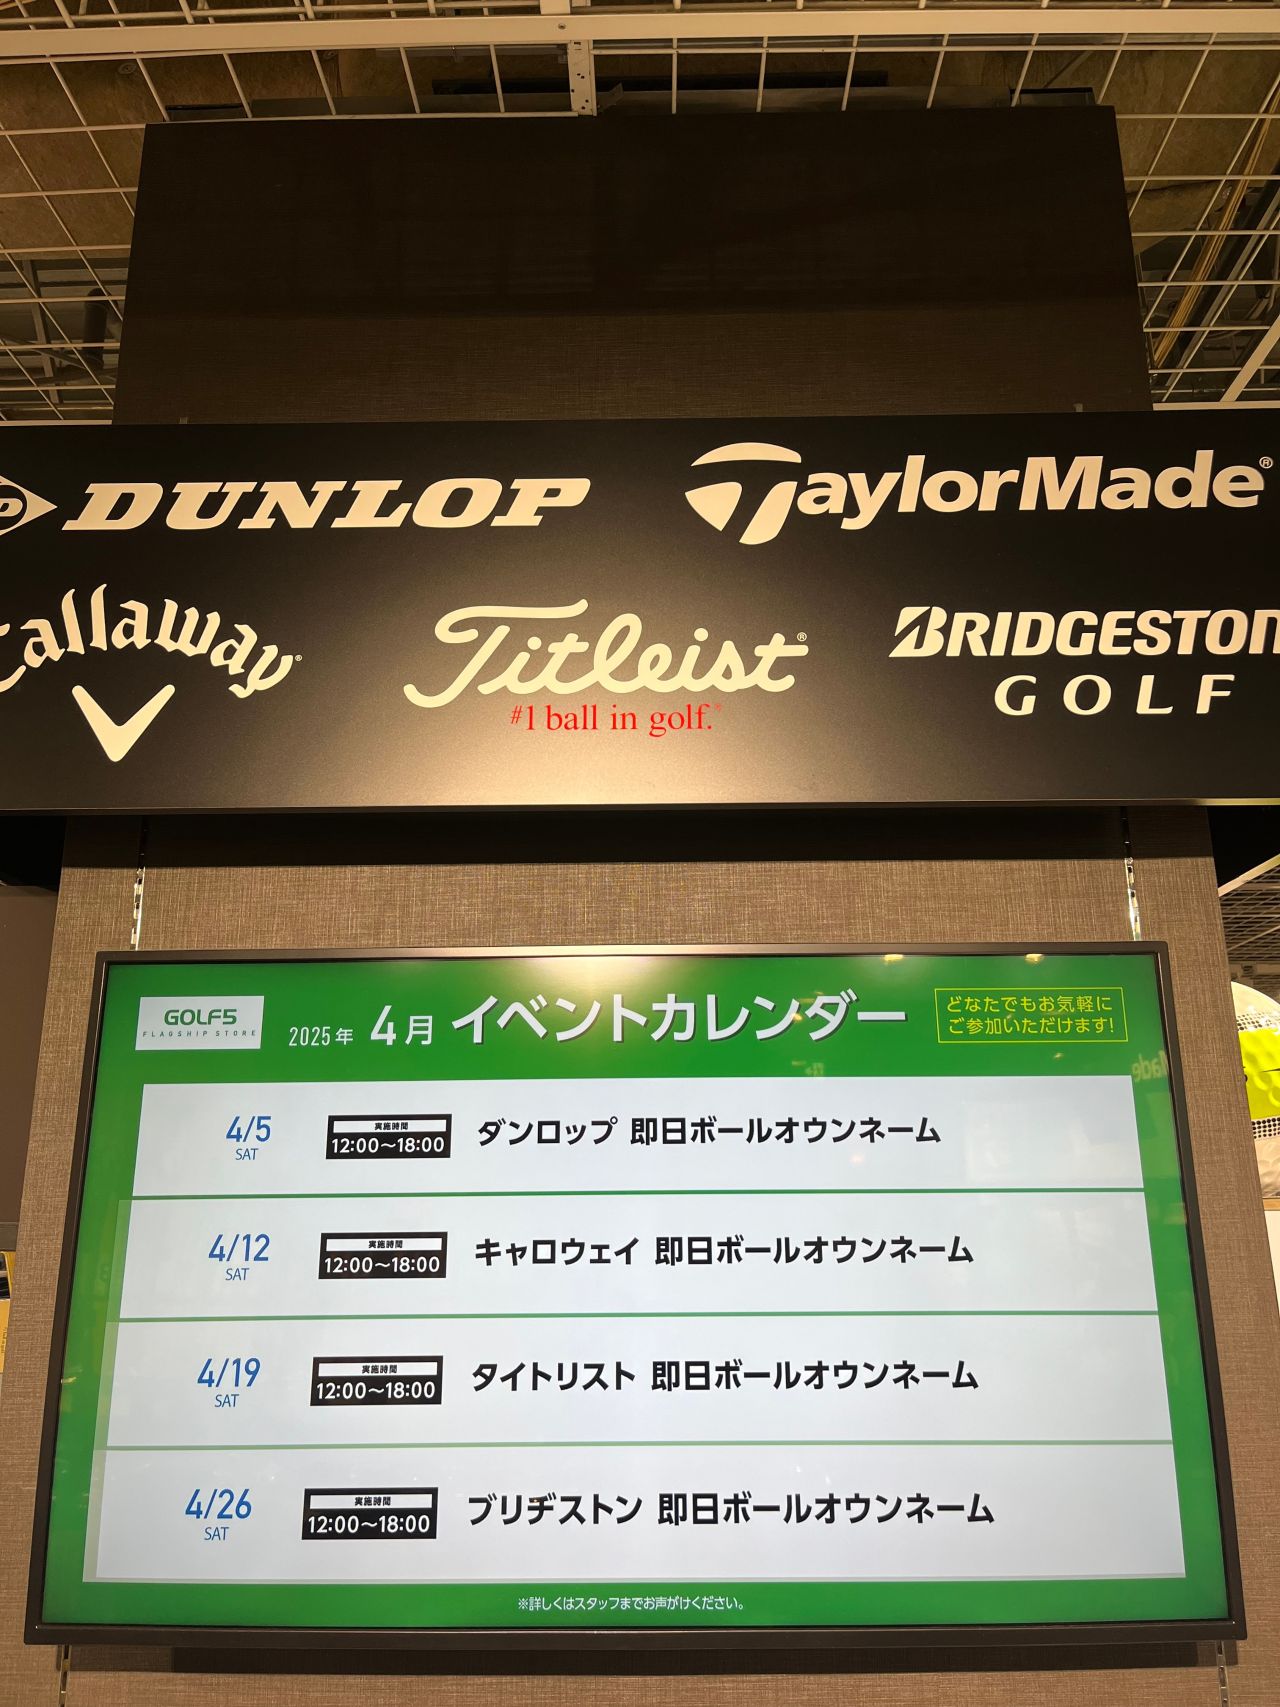 DUNLOP
TaylorMade®
Callaway®
Titleist®
#1 ball in golf.®
BRIDGESTON
GOLF
GOLF5
FLAGSHIP STORE
2025年 4月 イベントカレンダー
どなたでもお気軽に
ご参加いただけます!
4/5
SAT
実施時間
12:00〜18:00
ダンロップ 即日ボールオウンネーム
4/12
SAT
実施時間
12:00〜18:00
キャロウェイ 即日ボールオウンネーム
4/19
SAT
実施時間
12:00〜18:00
タイトリスト 即日ボールオウンネーム
4/26
SAT
実施時間
12:00〜18:00
ブリヂストン 即日ボールオウンネーム
※詳しくはスタッフまでお声がけください。